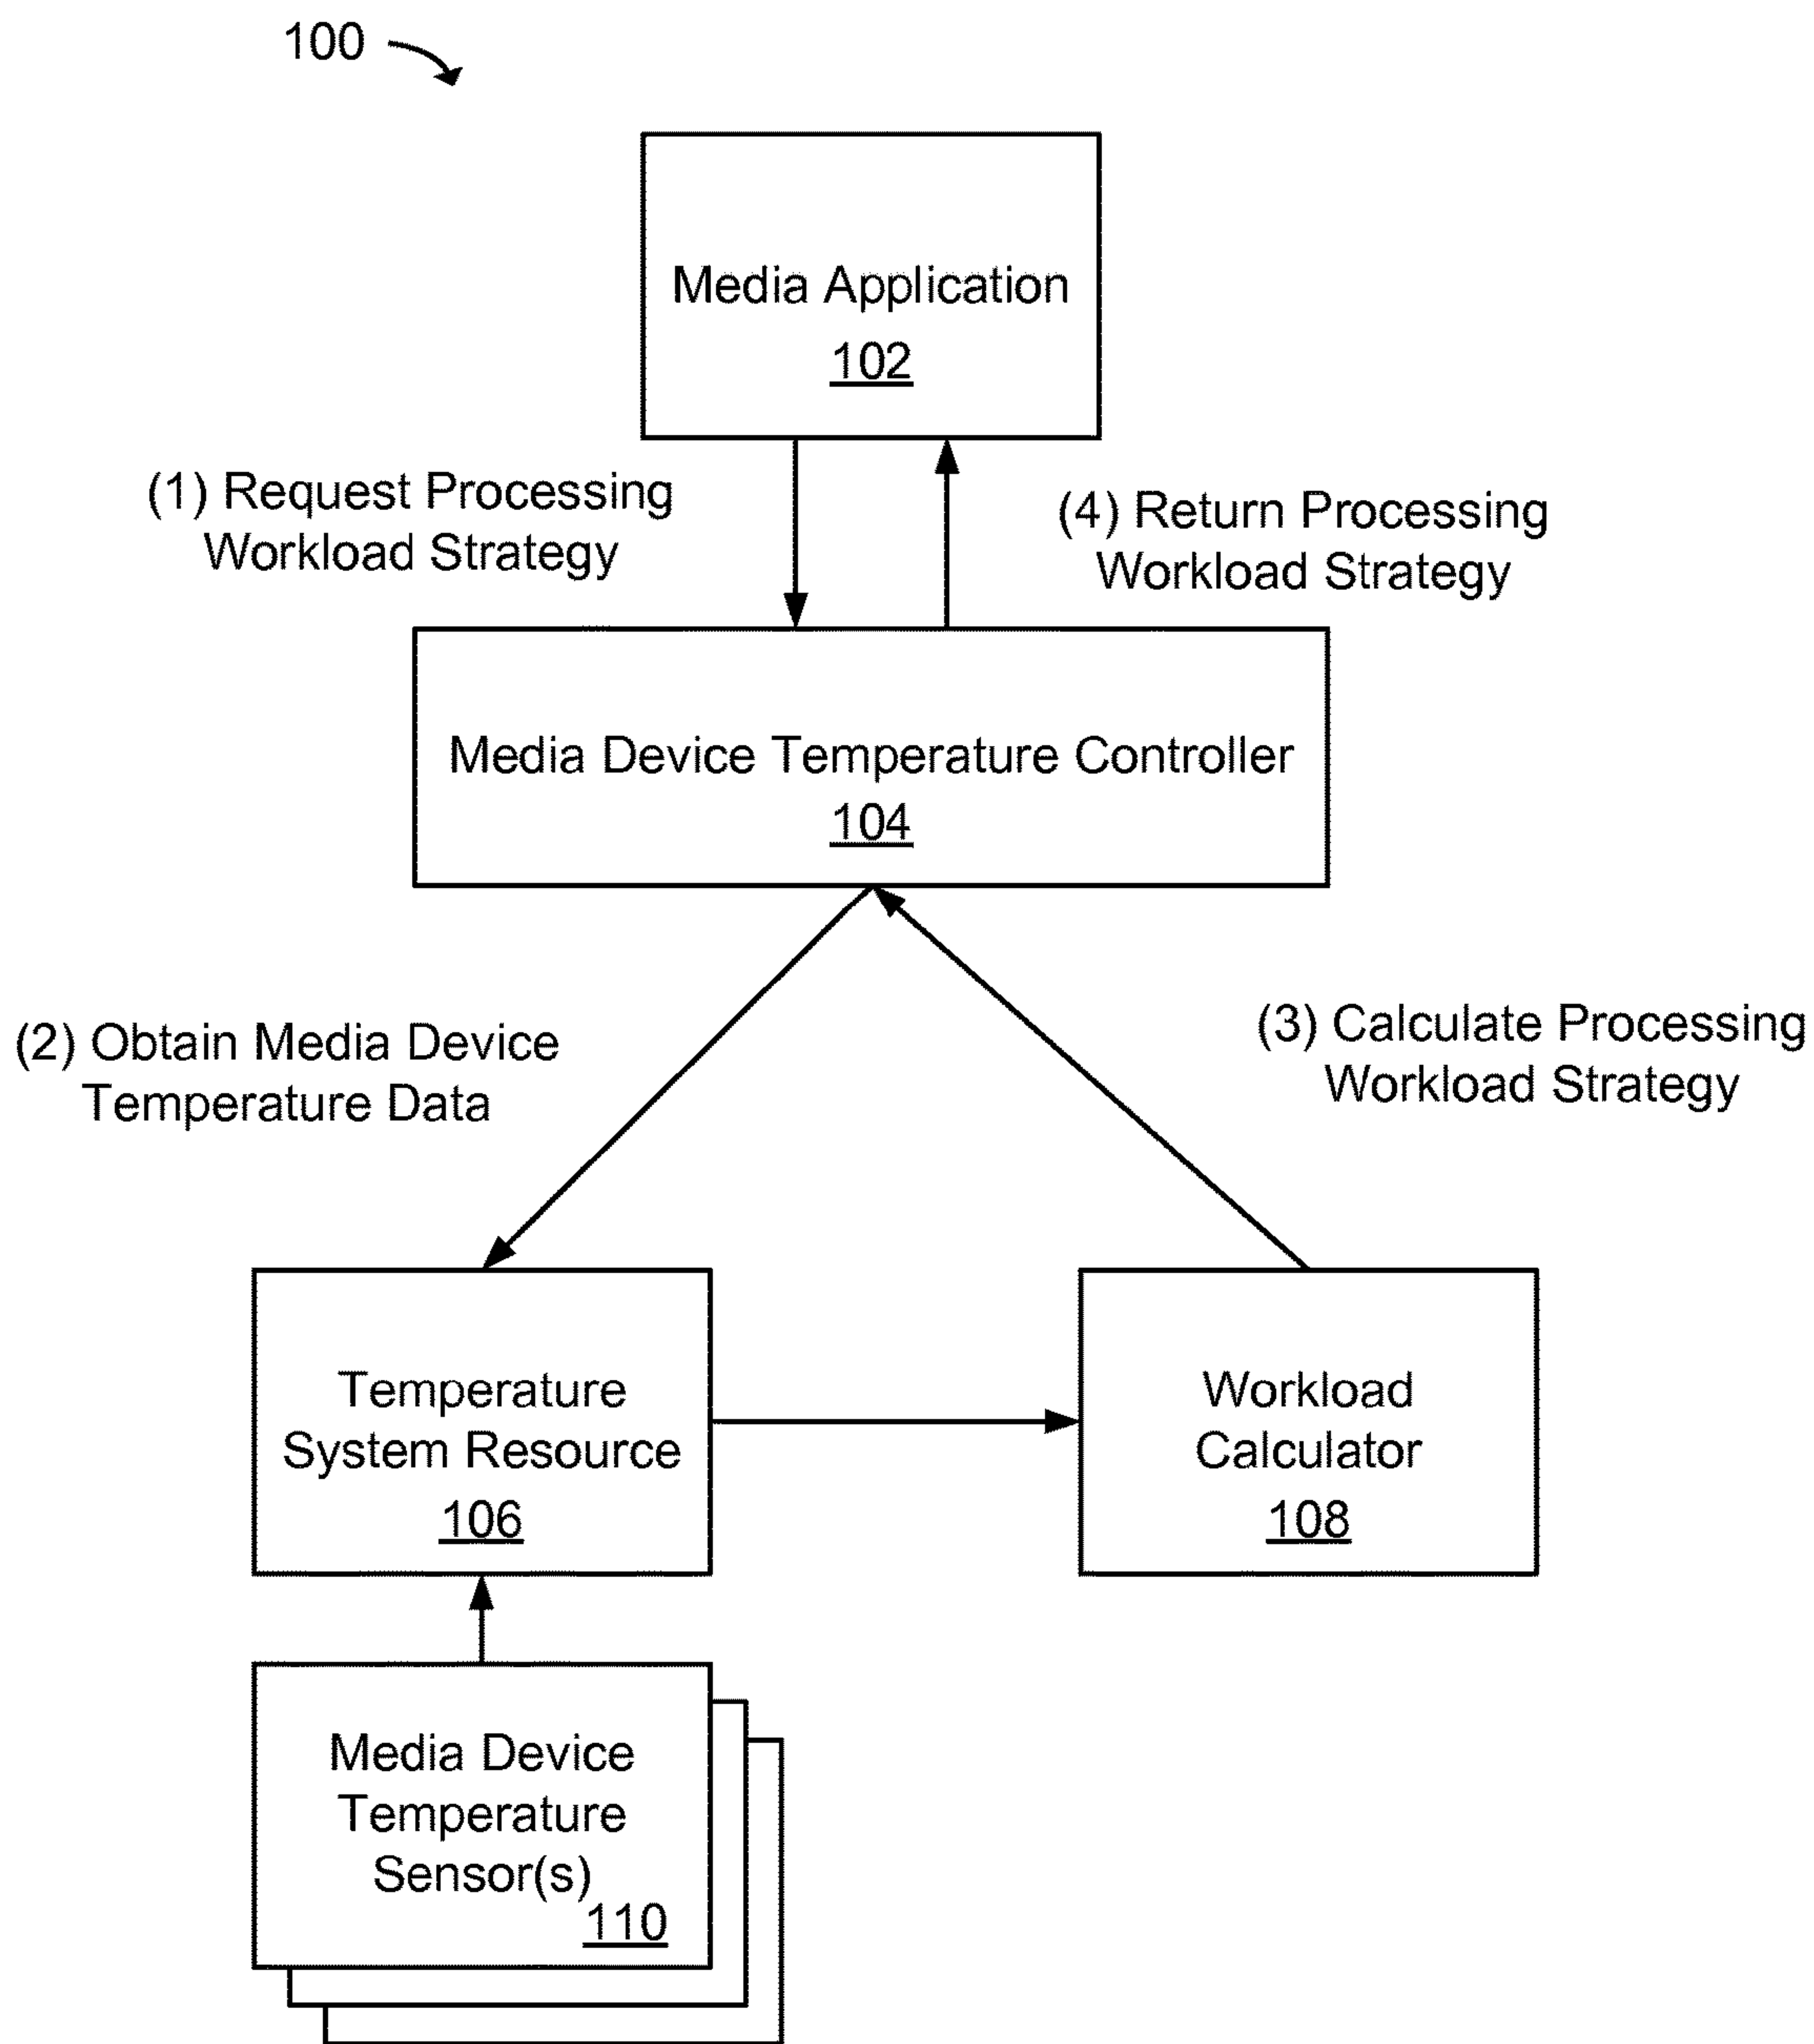 100
Media Application
102
(1) Request Processing
Workload Strategy
(4) Return Processing
Workload Strategy
Media Device Temperature Controller
104
(2) Obtain Media Device
Temperature Data
(3) Calculate Processing
Workload Strategy
Temperature
System Resource
106
Workload
Calculator
108
Media Device
Temperature
Sensor(s)
110